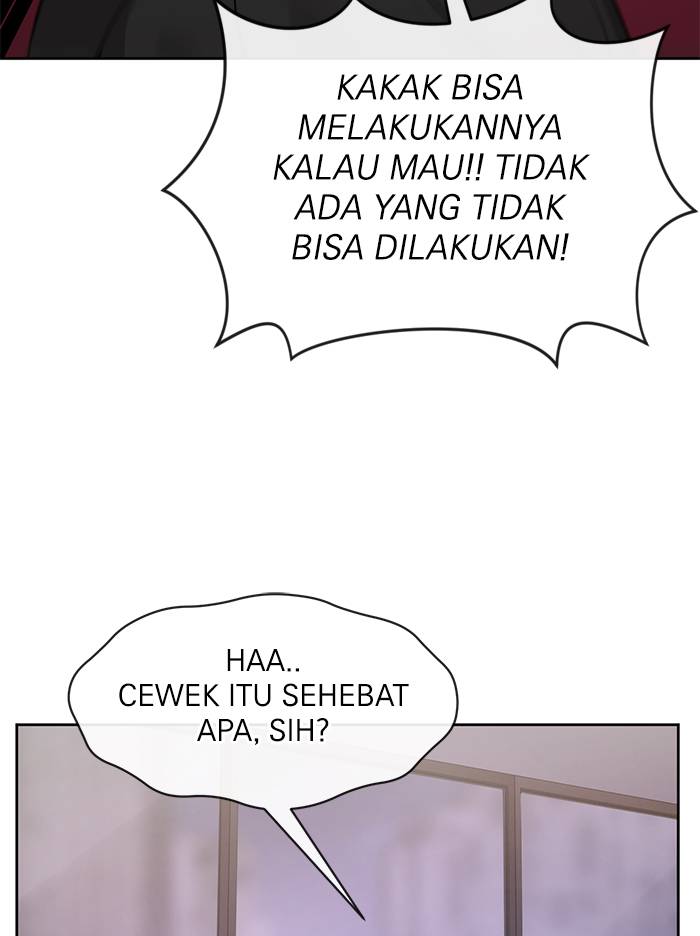 KAKAK BISA
MELAKUKANNYA
KALAU MAU!! TIDAK
ADA YANG TIDAK
BISA DILAKUKAN!
HAA..
CEWEK ITU SEHEBAT
APA, SIH?